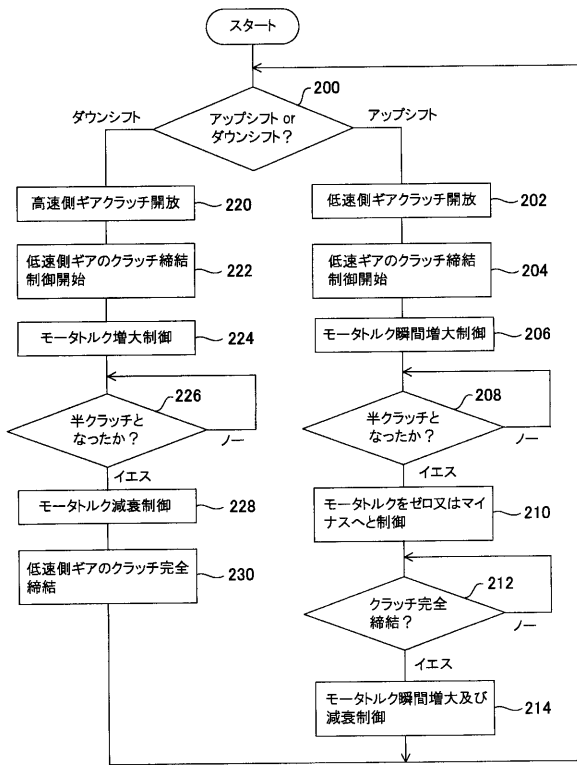 スタート
200
アップシフト or
ダウンシフト？
ダウンシフト
アップシフト
高速側ギアクラッチ開放
220
低速側ギアのクラッチ締結
制御開始
222
モータトルク増大制御
224
226
半クラッチと
なったか？
ノー
イエス
モータトルク減衰制御
228
低速側ギアのクラッチ完全
締結
230
低速側ギアクラッチ開放
202
低速ギアのクラッチ締結
制御開始
204
モータトルク瞬間増大制御
206
208
半クラッチと
なったか？
ノー
イエス
モータトルクをゼロ又はマイ
ナスへと制御
210
212
クラッチ完全
締結？
ノー
イエス
モータトルク瞬間増大及び
減衰制御
214